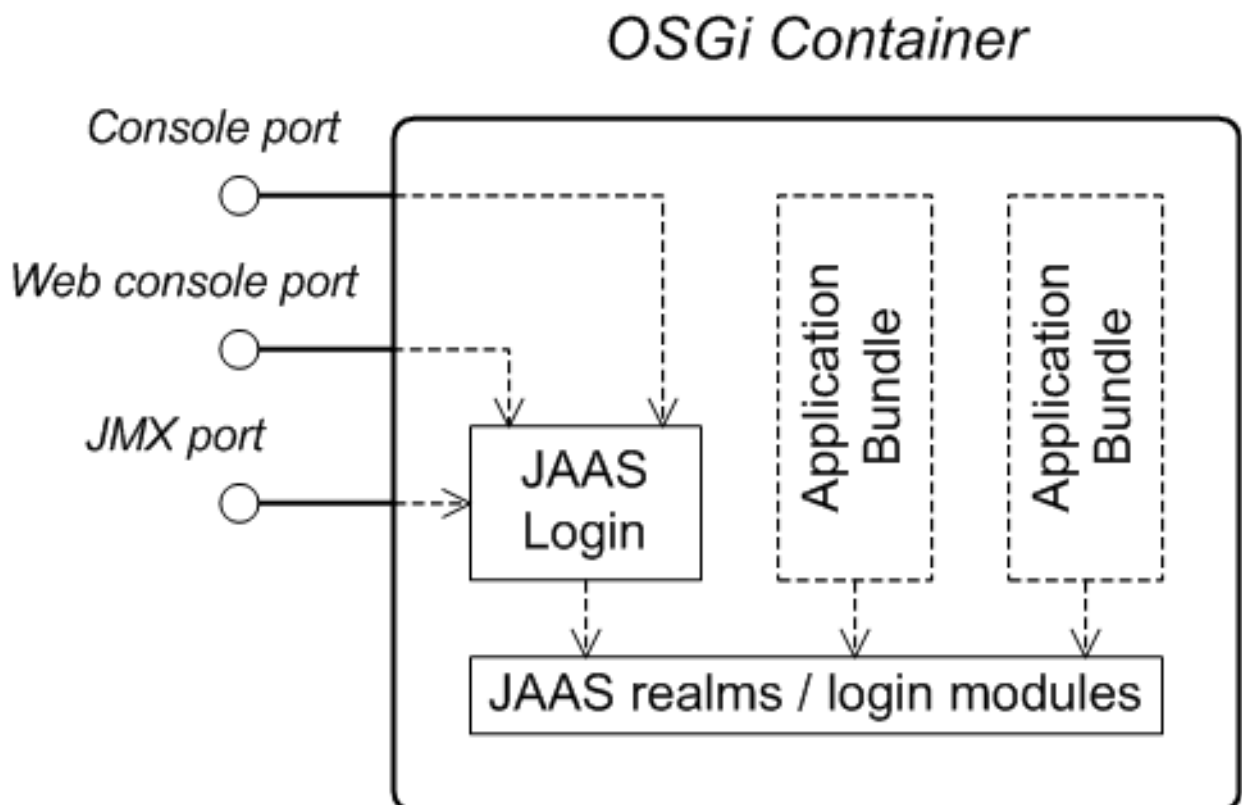 OSGi Container
Console port
Web console port
JMX port
JAAS
Login
Application
Bundle
Application
Bundle
JAAS realms / login modules